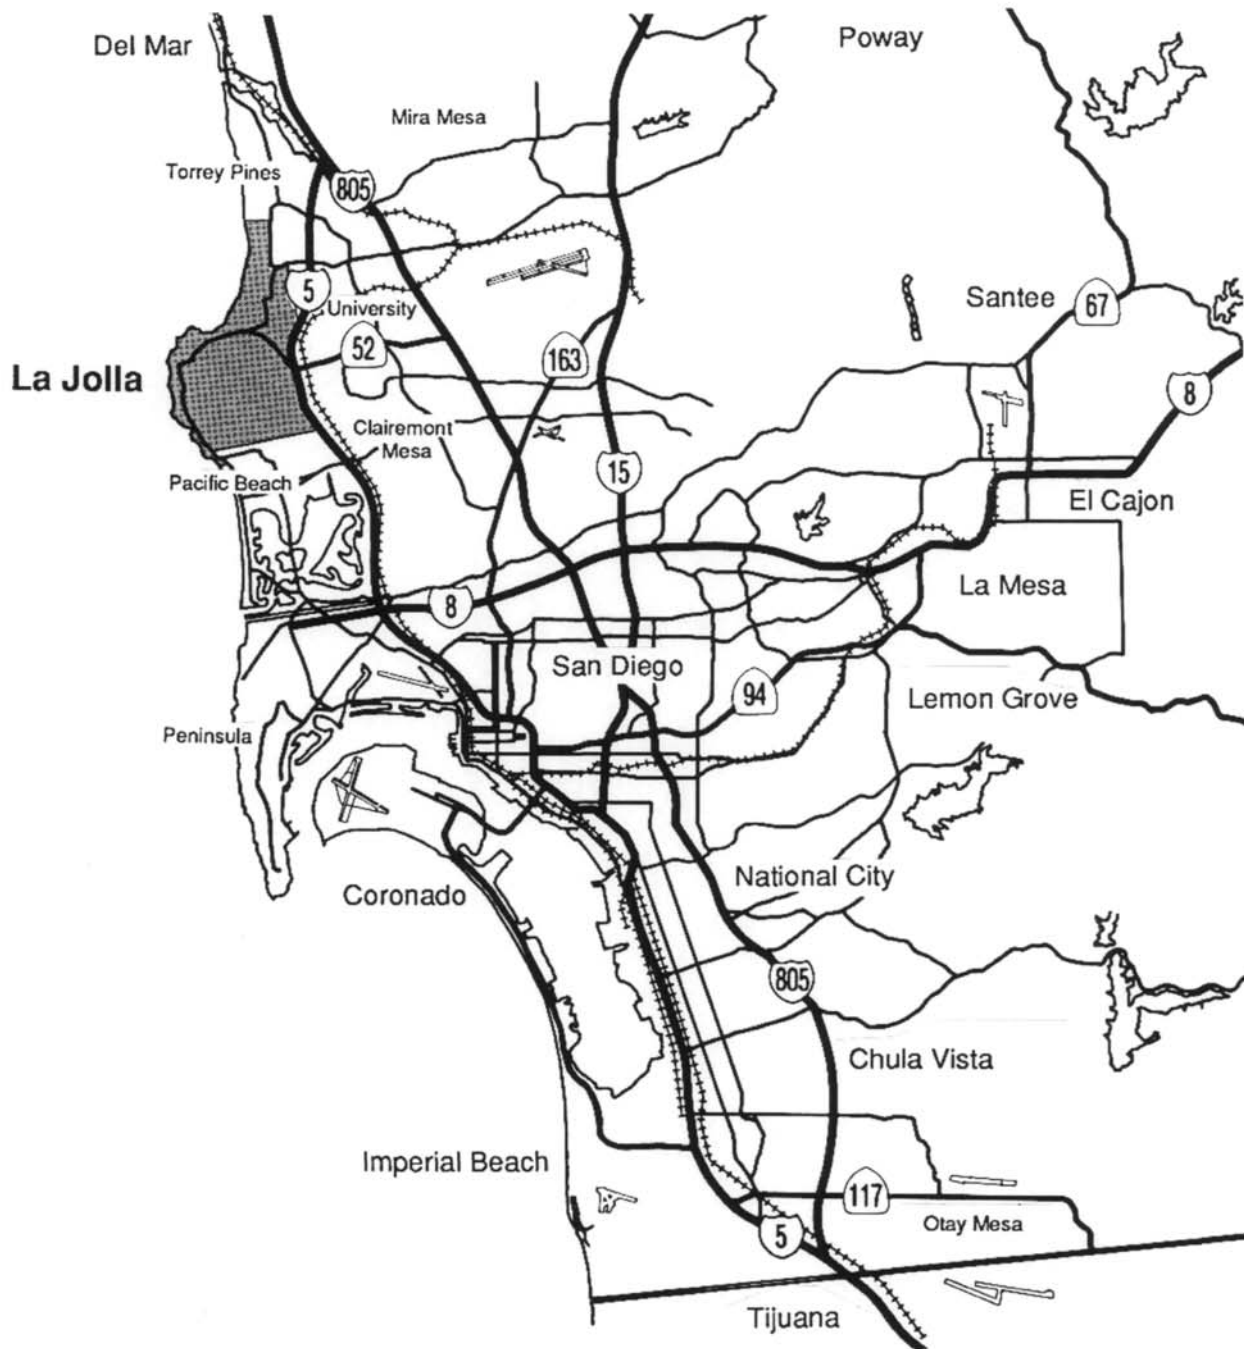 Del Mar
Poway
Mira Mesa
Torrey Pines
805
5
University
Santee
67
52
163
8
La Jolla
Clairemont
Mesa
15
Pacific Beach
El Cajon
8
La Mesa
San Diego
94
Lemon Grove
Peninsula
Coronado
National City
805
Chula Vista
Imperial Beach
117
5
Otay Mesa
Tijuana